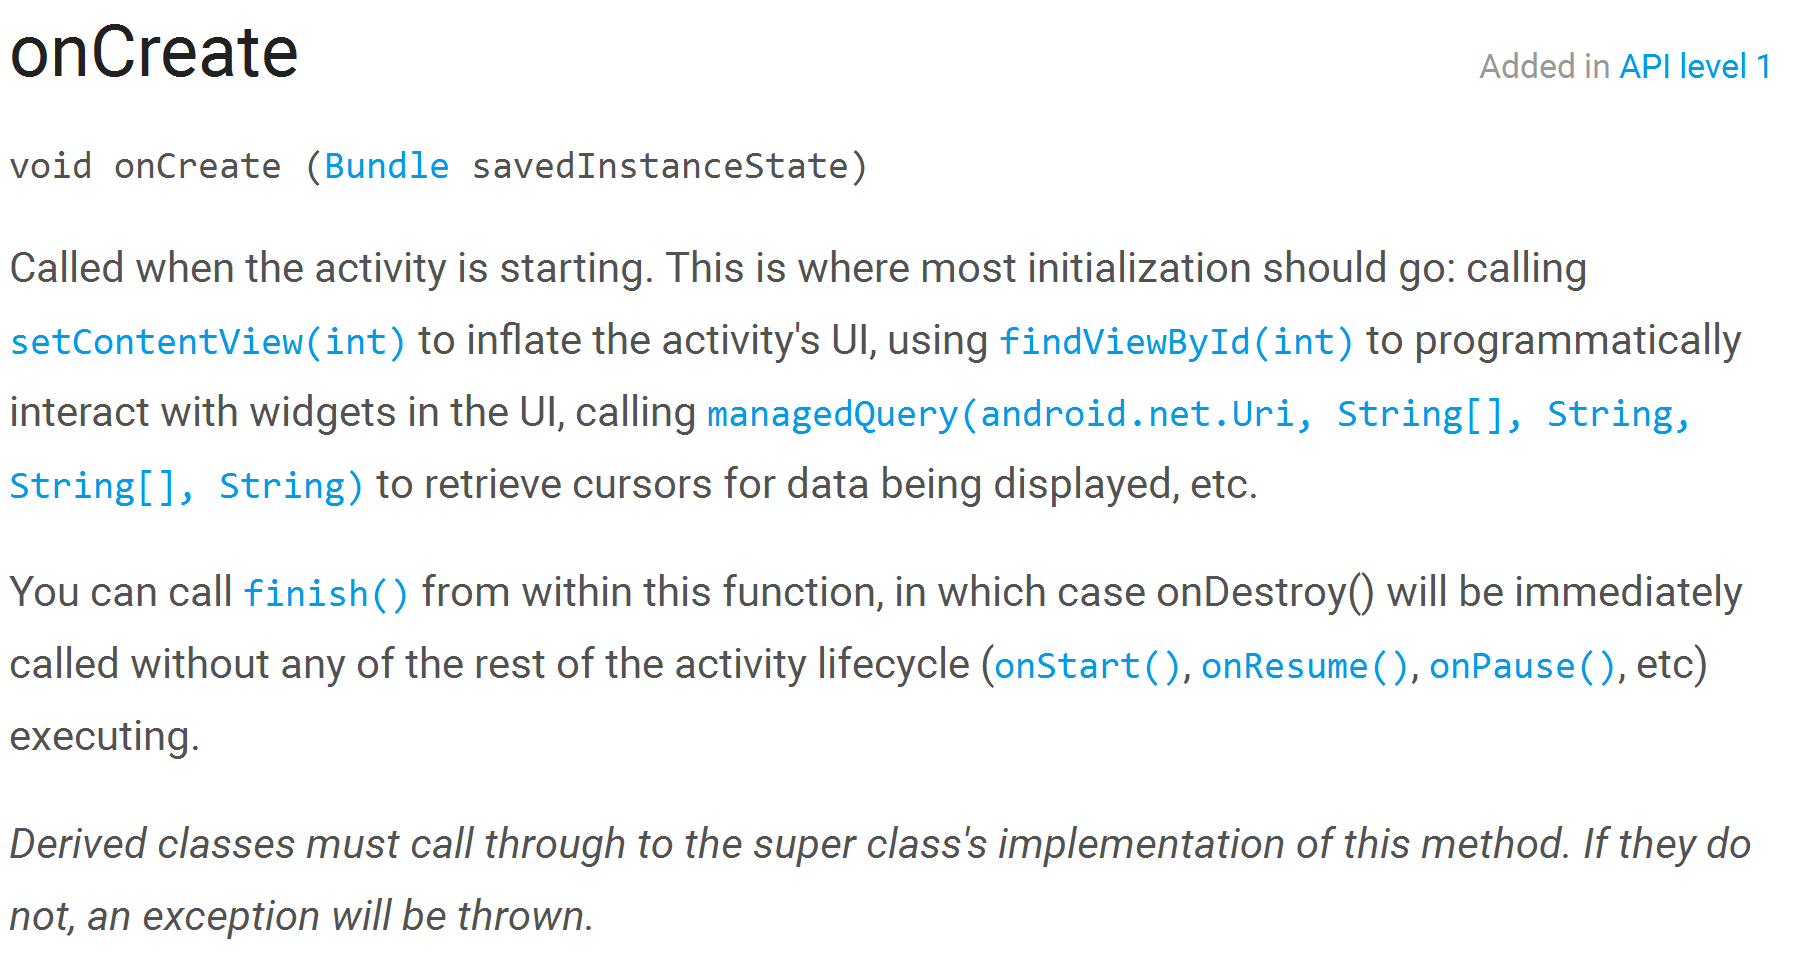 onCreate
Added in API level 1
void onCreate (Bundle savedInstanceState)
Called when the activity is starting. This is where most initialization should go: calling
setContentView(int) to inflate the activity's UI, using findViewById(int) to programmatically
interact with widgets in the UI, calling managedQuery(android.net.Uri, String[], String,
String[], String) to retrieve cursors for data being displayed, etc.
You can call finish() from within this function, in which case onDestroy() will be immediately
called without any of the rest of the activity lifecycle (onStart(), onResume(), onPause(), etc)
executing.
Derived classes must call through to the super class's implementation of this method. If they do
not, an exception will be thrown.